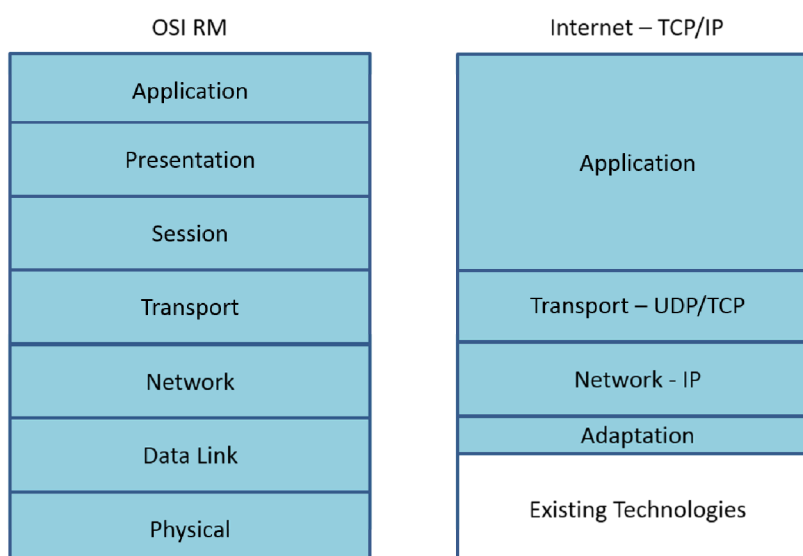 OSI RM
Application
Presentation
Session
Transport
Network
Data Link
Physical
Internet – TCP/IP
Application
Transport – UDP/TCP
Network - IP
Adaptation
Existing Technologies